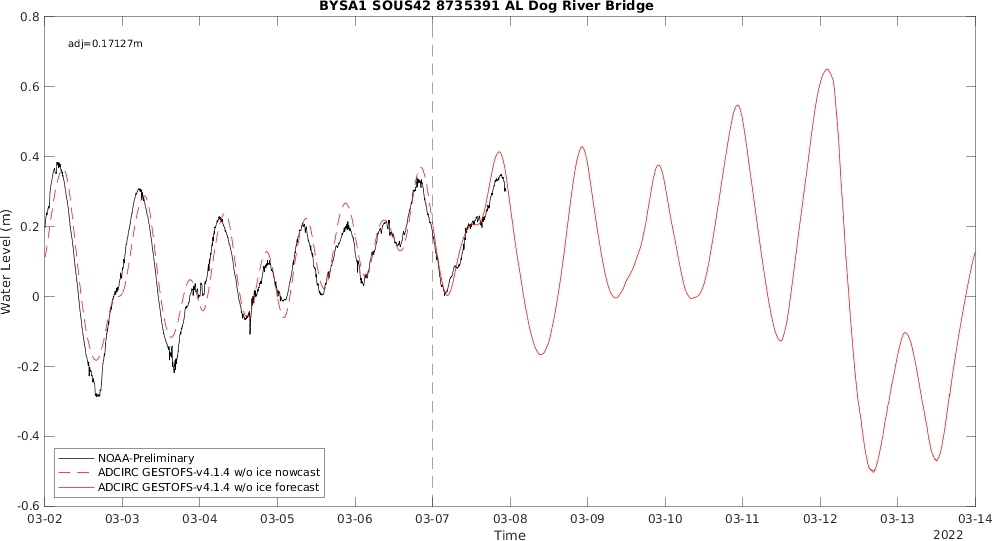 BYSA1 SOUS42 8735391 AL Dog River Bridge
adj=0.17127m
0.8
0.6
0.4
0.2
0
-0.2
-0.4
-0.6
Water Level (m)
NOAA-Preliminary
ADCIRC GESTOFS-v4.1.4 w/o ice nowcast
ADCIRC GESTOFS-v4.1.4 w/o ice forecast
03-02 03-03 03-04 03-05 03-06 03-07 03-08 03-09 03-10 03-11 03-12 03-13 03-14
Time
2022